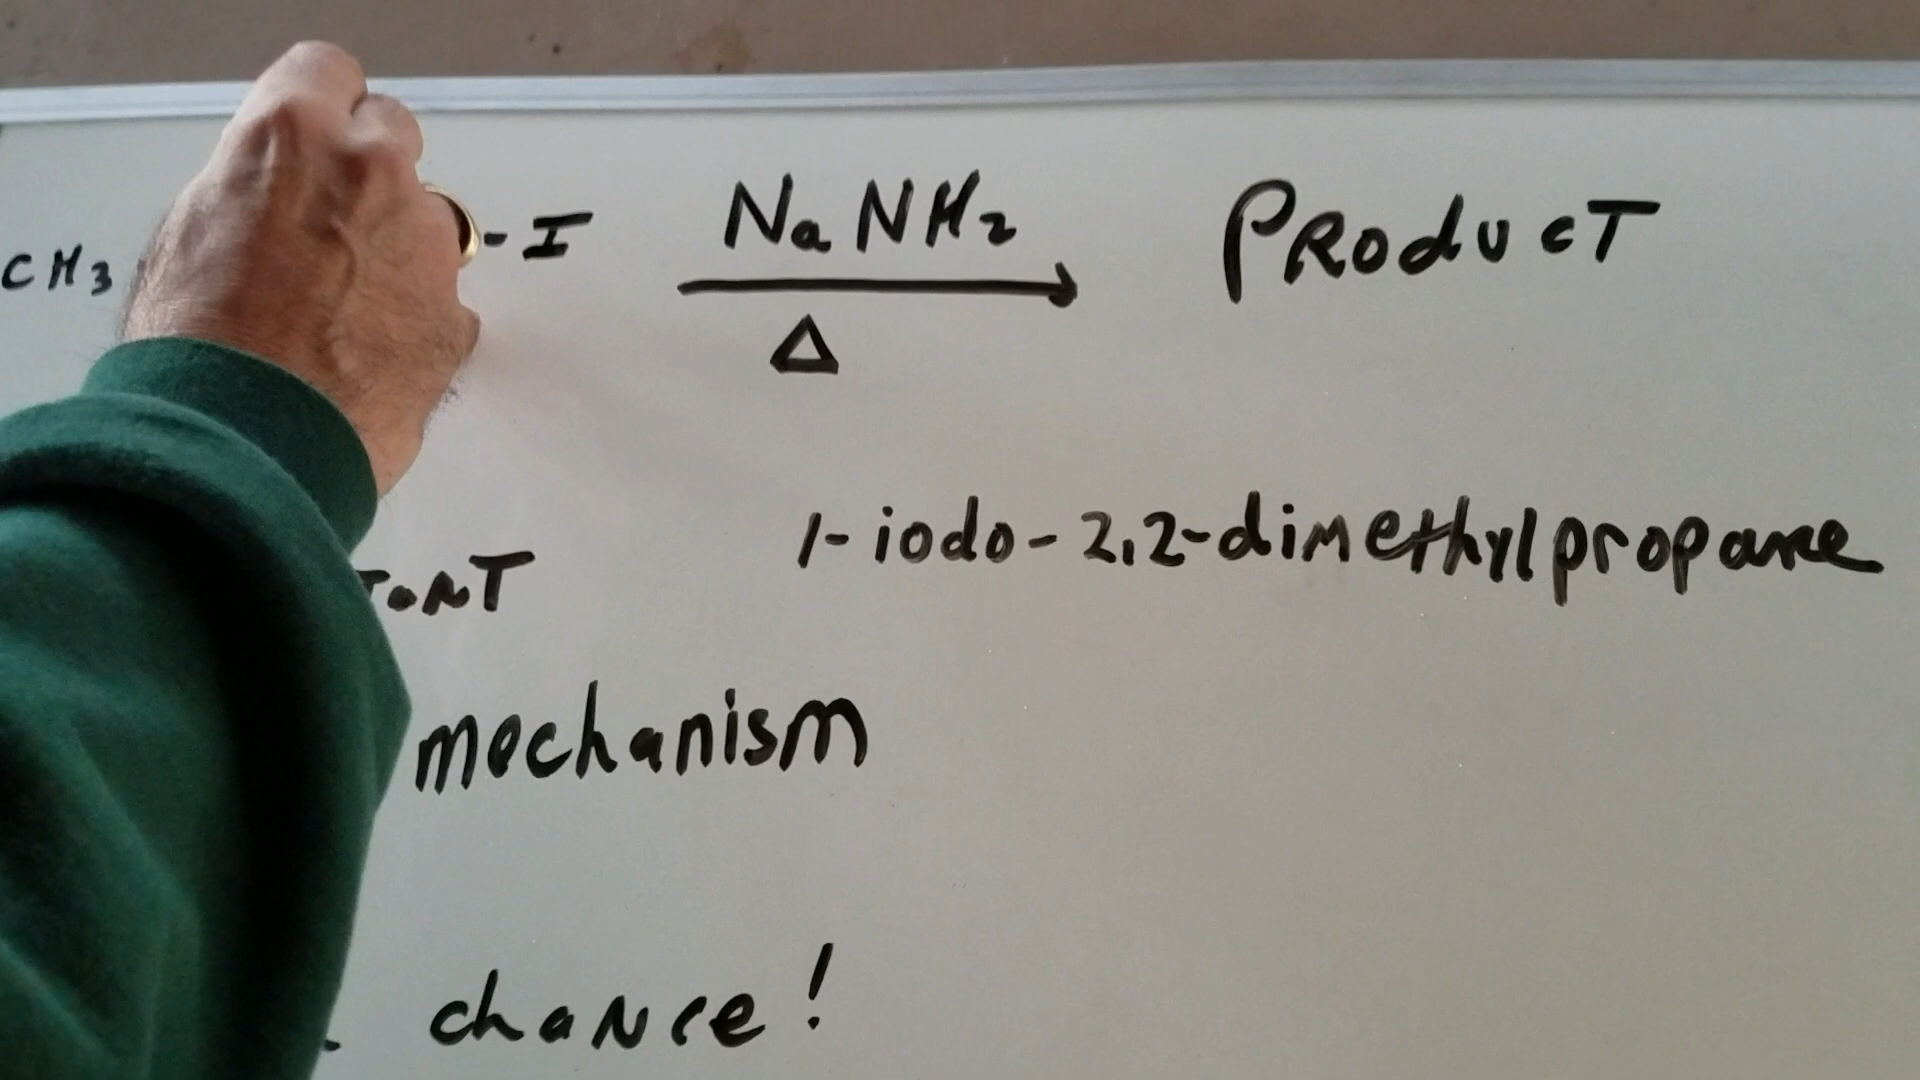 CH3 -I NaNH2 PRoducT
Δ
1-iodo-2,2-dimethylpropane
TANT
mechanism
chance!